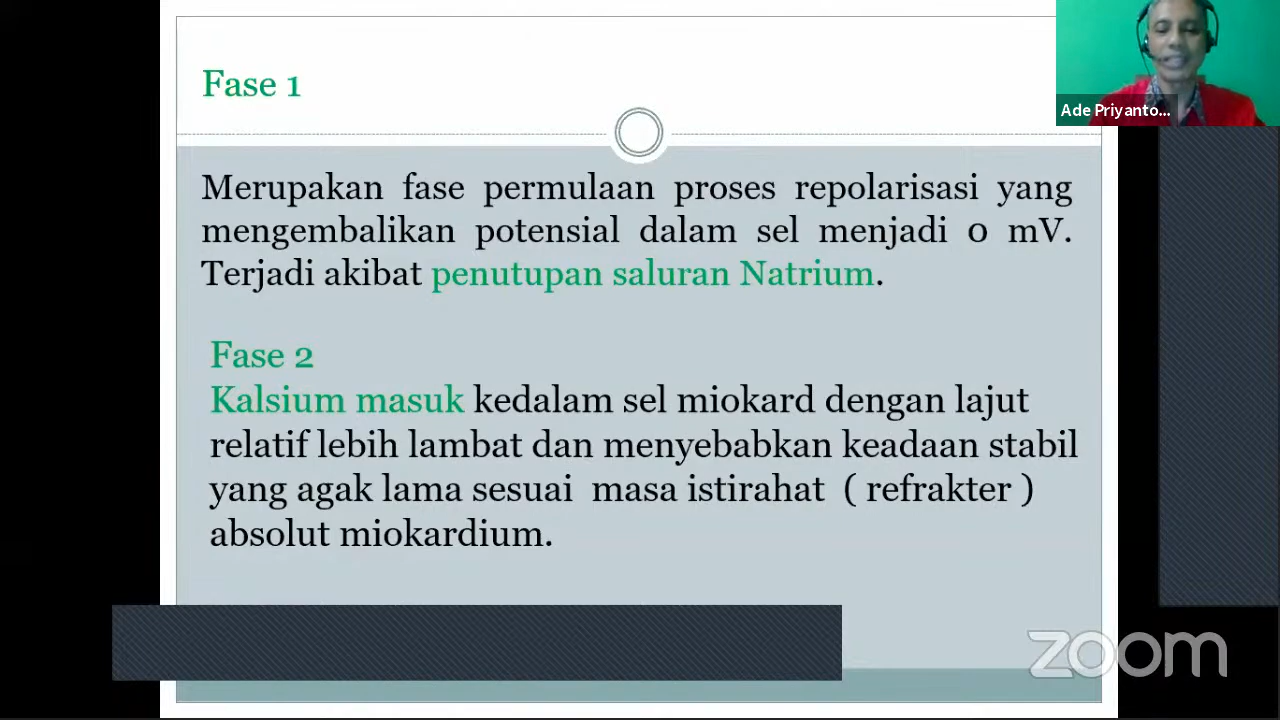 Fase 1
Ade Priyanto...
Merupakan fase permulaan proses repolarisasi yang
mengembalikan potensial dalam sel menjadi 0 mV.
Terjadi akibat penutupan saluran Natrium.
Fase 2
Kalsium masuk kedalam sel miokard dengan lajut
relatif lebih lambat dan menyebabkan keadaan stabil
yang agak lama sesuai masa istirahat ( refrakter )
absolut miokardium.
zoom